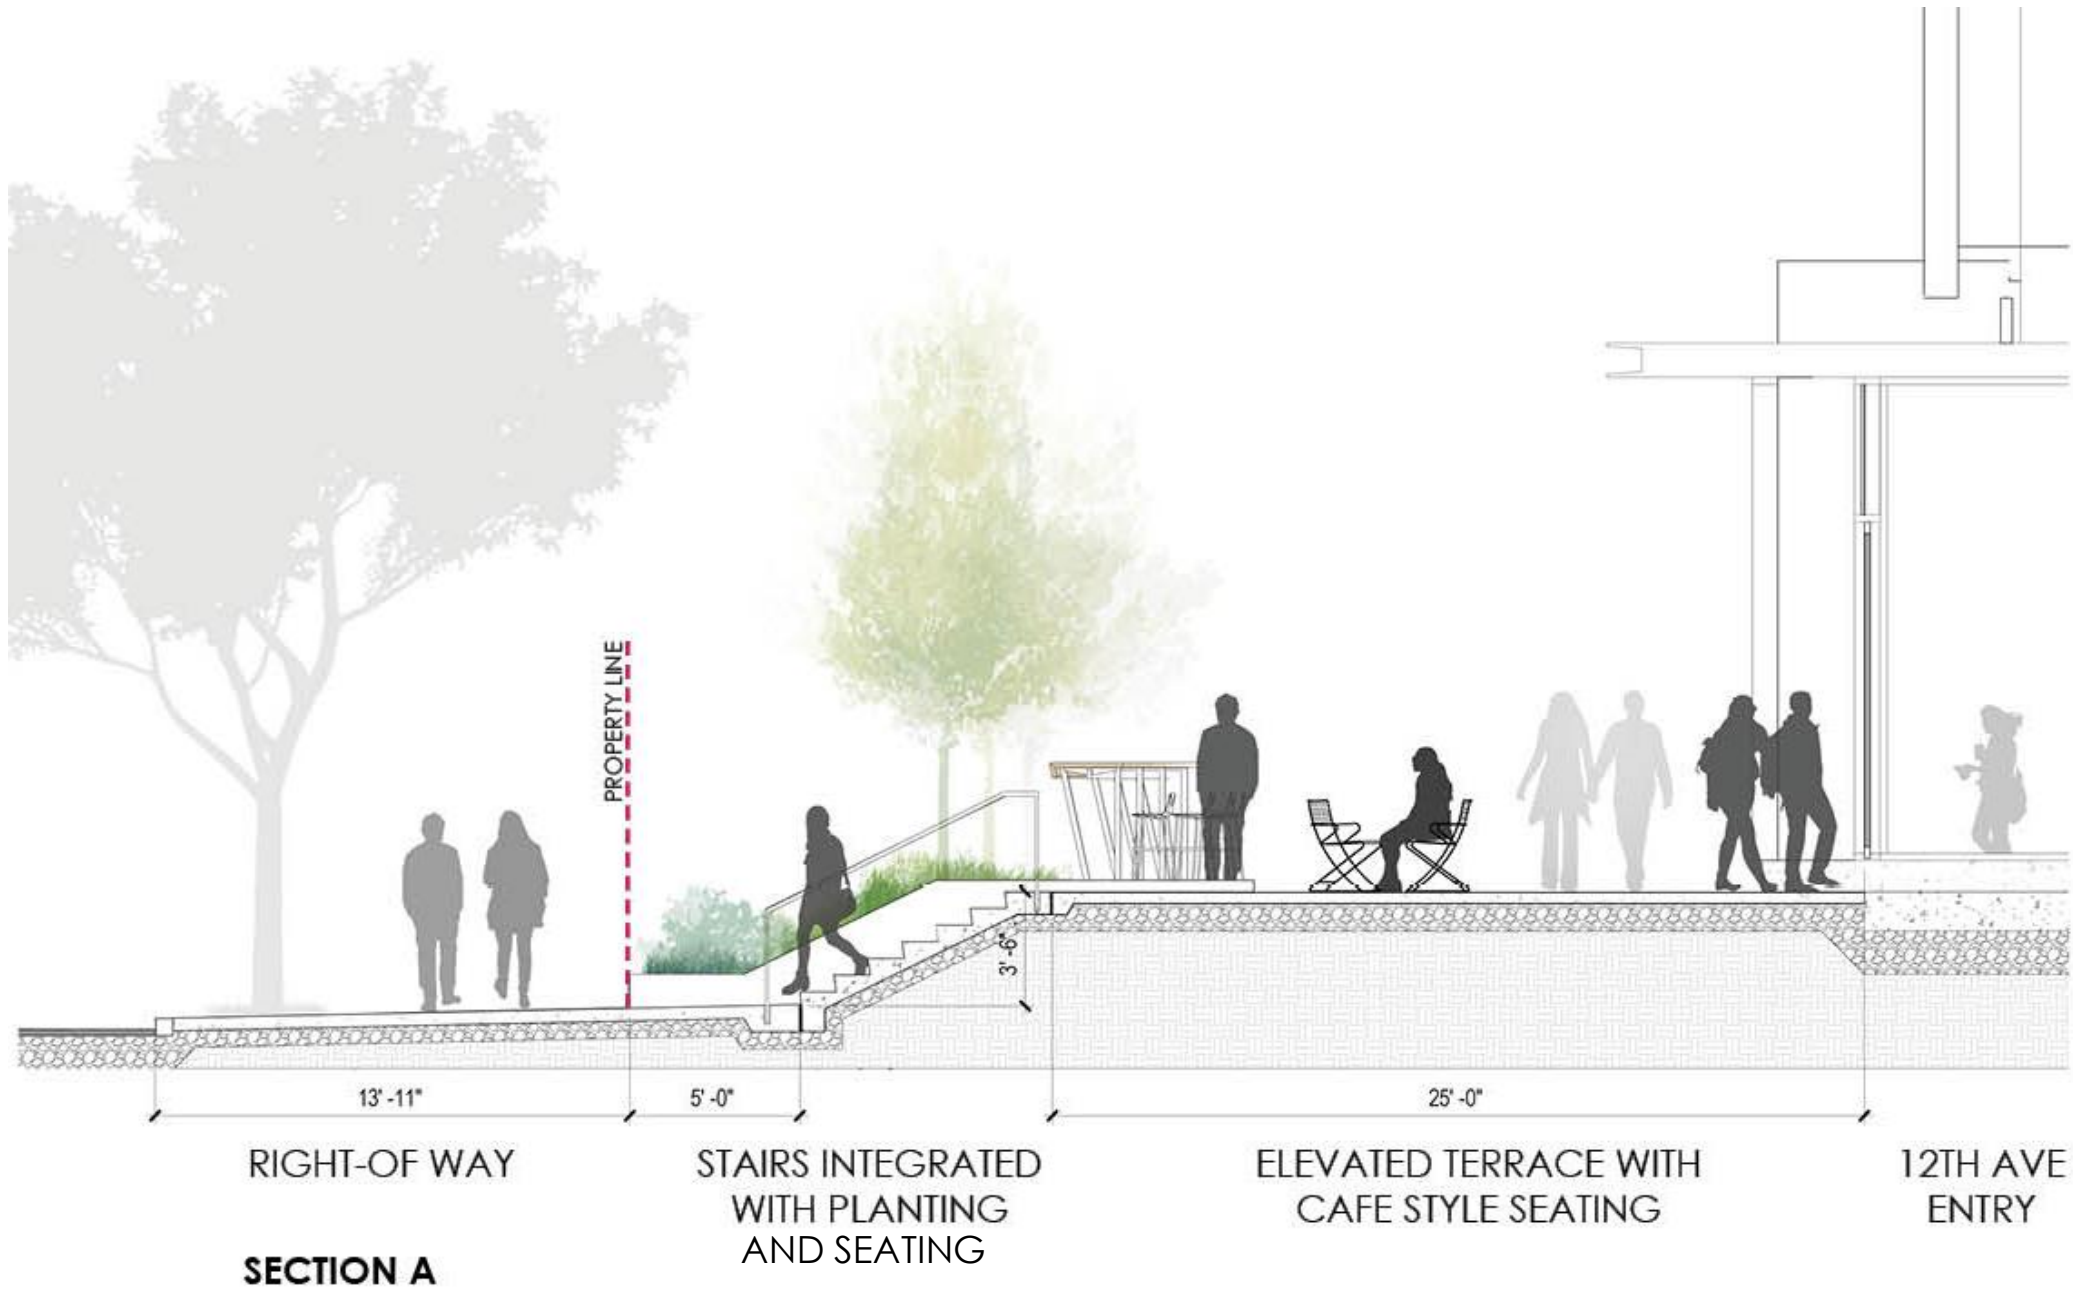 PROPERTY LINE
3' -6"
13' -11"
5' -0"
25' -0"
RIGHT-OF WAY
STAIRS INTEGRATED
WITH PLANTING
AND SEATING
ELEVATED TERRACE WITH
CAFE STYLE SEATING
12TH AVE
ENTRY
SECTION A